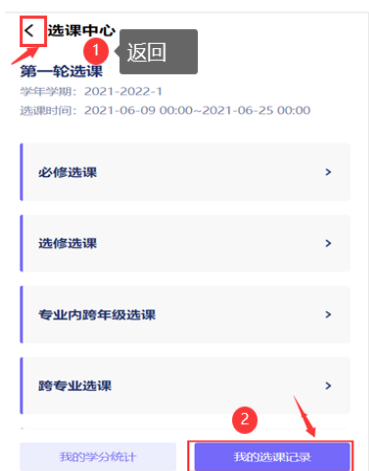 < 选课中心
1 返回
第一轮选课
学年学期: 2021-2022-1
选课时间: 2021-06-09 00:00~2021-06-25 00:00
必修选课 >
选修选课 >
专业内跨年级选课 >
跨专业选课 >
2
我的学分统计 我的选课记录